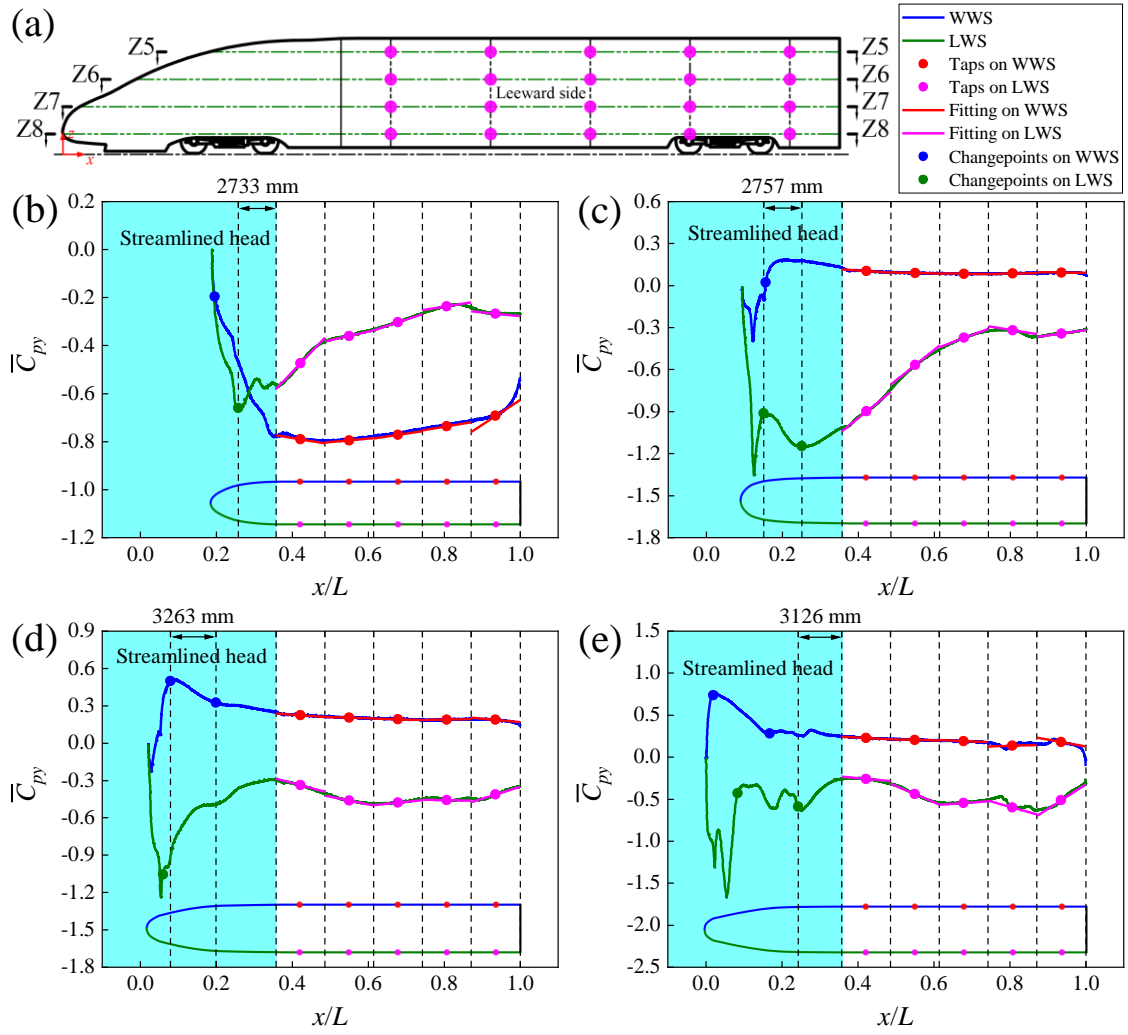 (a)
Z5
Z6
Z7
Z8
z
x
Leeward side
Z5
Z6
Z7
Z8
WWS
LWS
Taps on WWS
Taps on LWS
Fitting on WWS
Fitting on LWS
Changepoints on WWS
Changepoints on LWS
(b)
2733 mm
Streamlined head
0.0
-0.2
-0.4
-0.6
-0.8
-1.0
-1.2
C̅py
0.0 0.2 0.4 0.6 0.8 1.0
x/L
(c)
2757 mm
Streamlined head
0.6
0.3
0.0
-0.3
-0.6
-0.9
-1.2
-1.5
-1.8
C̅py
0.0 0.2 0.4 0.6 0.8 1.0
x/L
(d)
3263 mm
Streamlined head
0.9
0.6
0.3
0.0
-0.3
-0.6
-0.9
-1.2
-1.5
-1.8
C̅py
0.0 0.2 0.4 0.6 0.8 1.0
x/L
(e)
3126 mm
Streamlined head
1.5
1.0
0.5
0.0
-0.5
-1.0
-1.5
-2.0
-2.5
C̅py
0.0 0.2 0.4 0.6 0.8 1.0
x/L